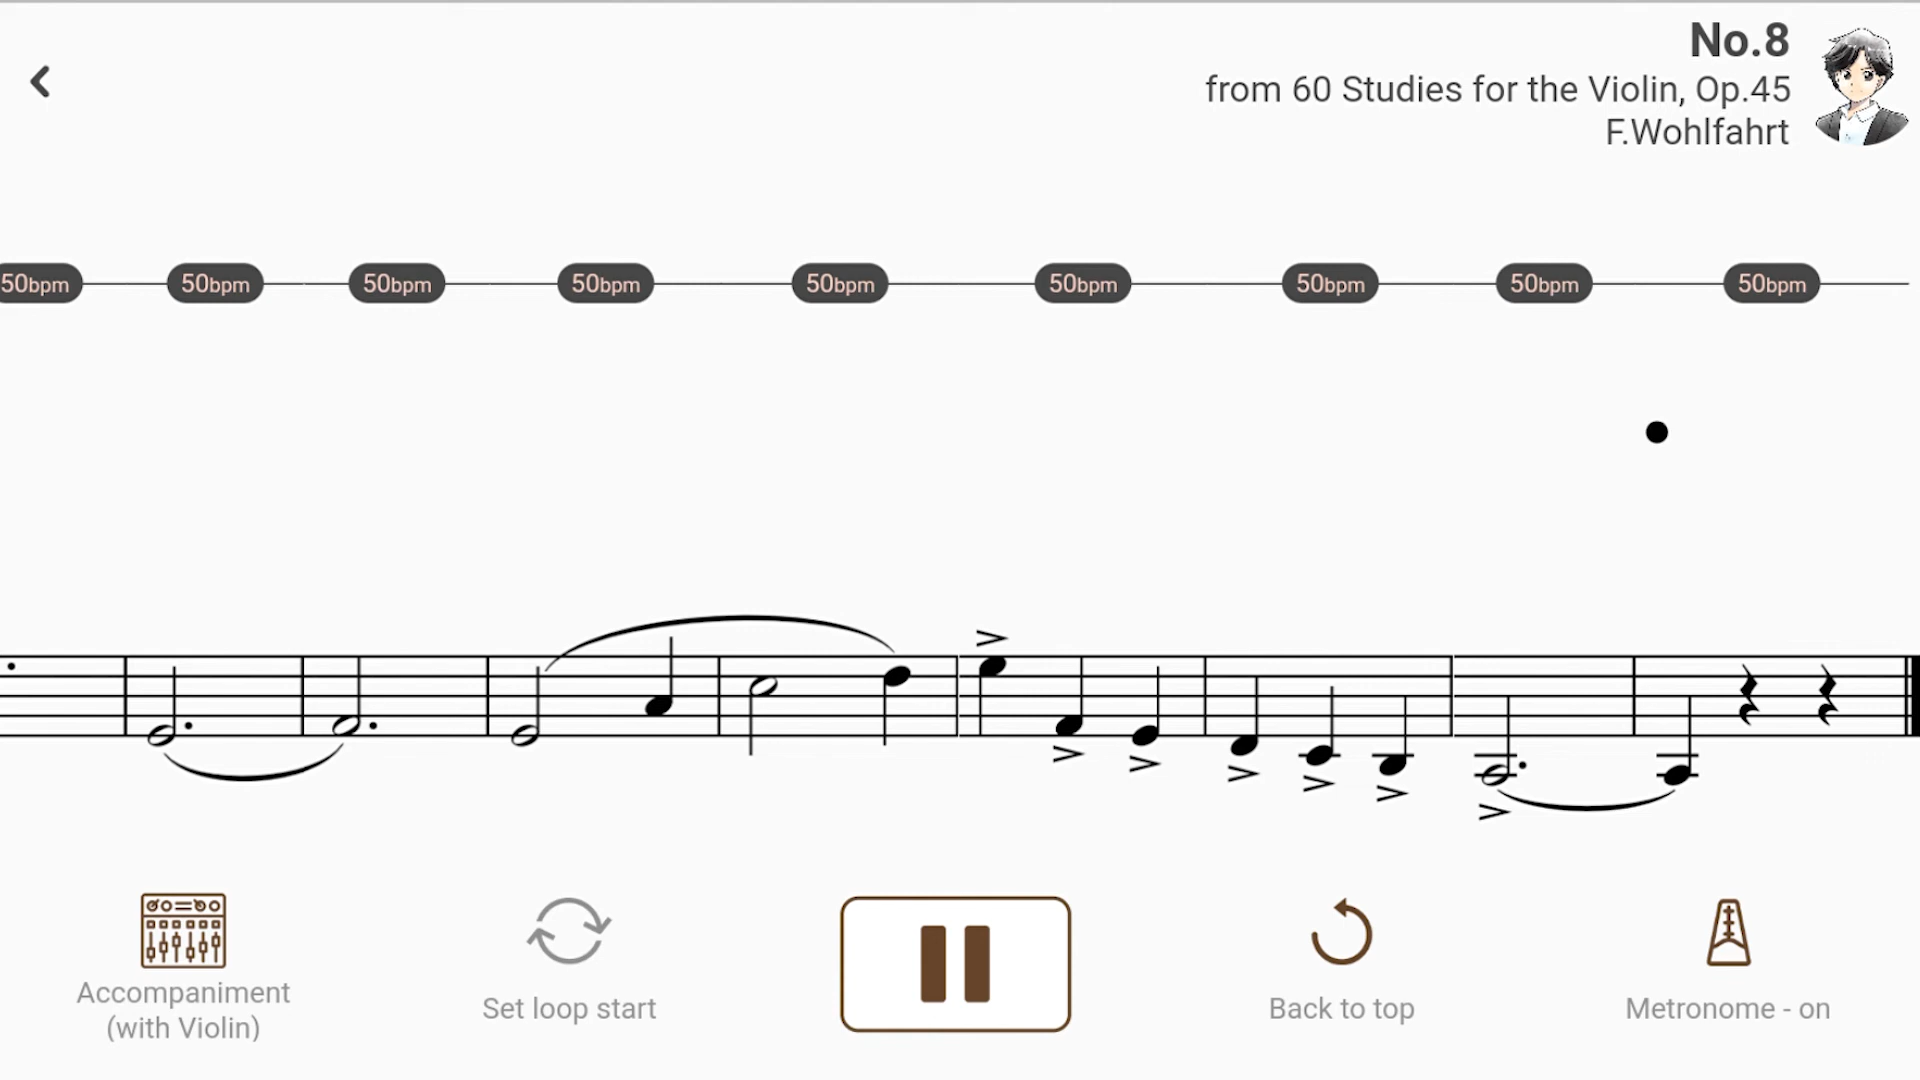 No.8
from 60 Studies for the Violin, Op.45
F.Wohlfahrt
50bpm 50bpm 50bpm 50bpm 50bpm 50bpm 50bpm 50bpm 50bpm
Accompaniment
(with Violin)
Set loop start
Back to top
Metronome - on